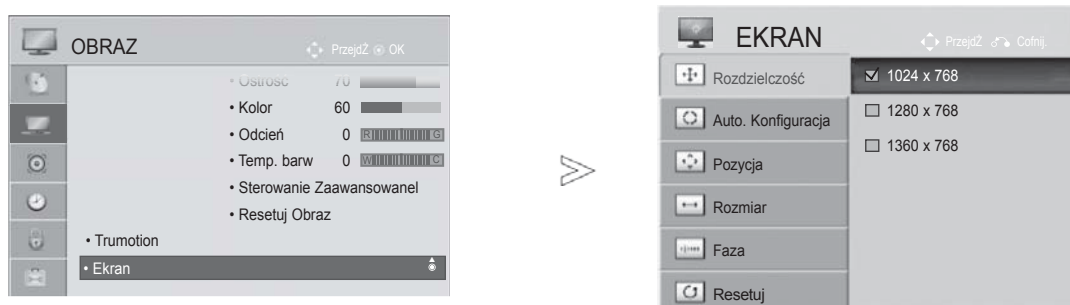 OBRAZ
PrzejdŹ OK
• Ostrość 70
• Kolor 60
• Odcień 0 R G
• Temp. barw 0 W C
• Sterowanie Zaawansowanel
• Resetuj Obraz
• Trumotion
• Ekran
EKRAN
PrzejdŹ Cofnij.
Rozdzielczość
Auto. Konfiguracja
Pozycja
Rozmiar
Faza
Resetuj
1024 x 768
1280 x 768
1360 x 768